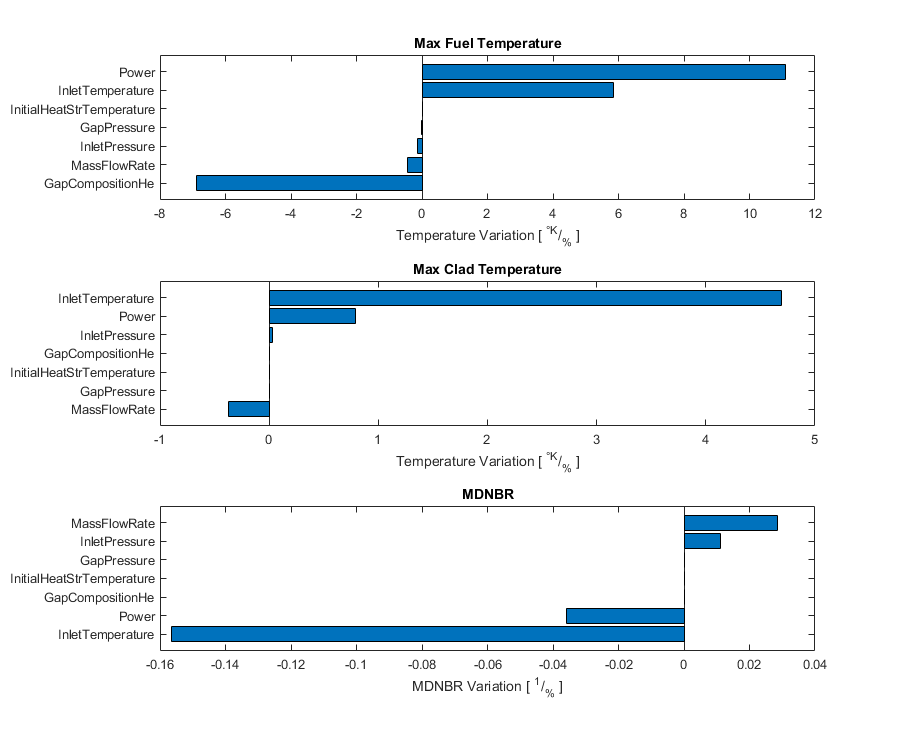 Max Fuel Temperature
Power
InletTemperature
InitialHeatStrTemperature
GapPressure
InletPressure
MassFlowRate
GapCompositionHe
-8 -6 -4 -2 0 2 4 6 8 10 12
Temperature Variation [ °K/% ]
Max Clad Temperature
InletTemperature
Power
InletPressure
GapCompositionHe
InitialHeatStrTemperature
GapPressure
MassFlowRate
-1 0 1 2 3 4 5
Temperature Variation [ °K/% ]
MDNBR
MassFlowRate
InletPressure
GapPressure
InitialHeatStrTemperature
GapCompositionHe
Power
InletTemperature
-0.16 -0.14 -0.12 -0.1 -0.08 -0.06 -0.04 -0.02 0 0.02 0.04
MDNBR Variation [ 1/% ]